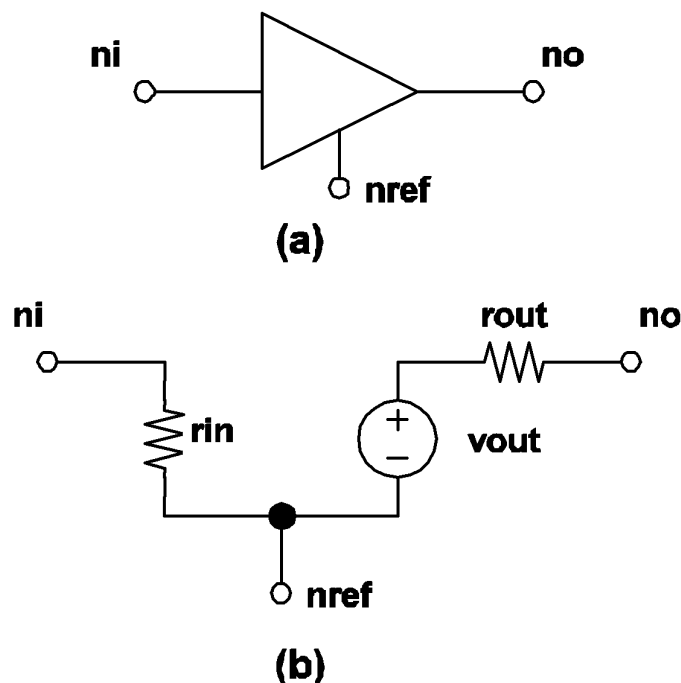 ni no
nref
(a)
ni rout no
rin + vout
−
nref
(b)